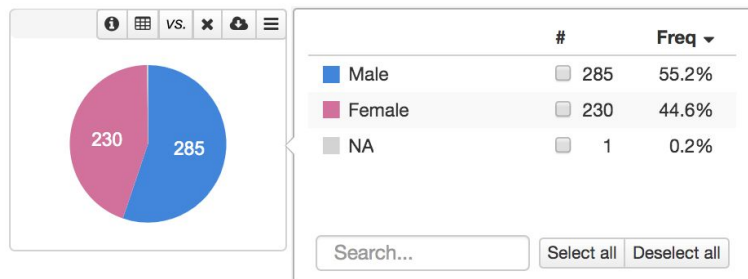 vs.
230
285
# Freq
Male 285 55.2%
Female 230 44.6%
NA 1 0.2%
Search...
Select all Deselect all